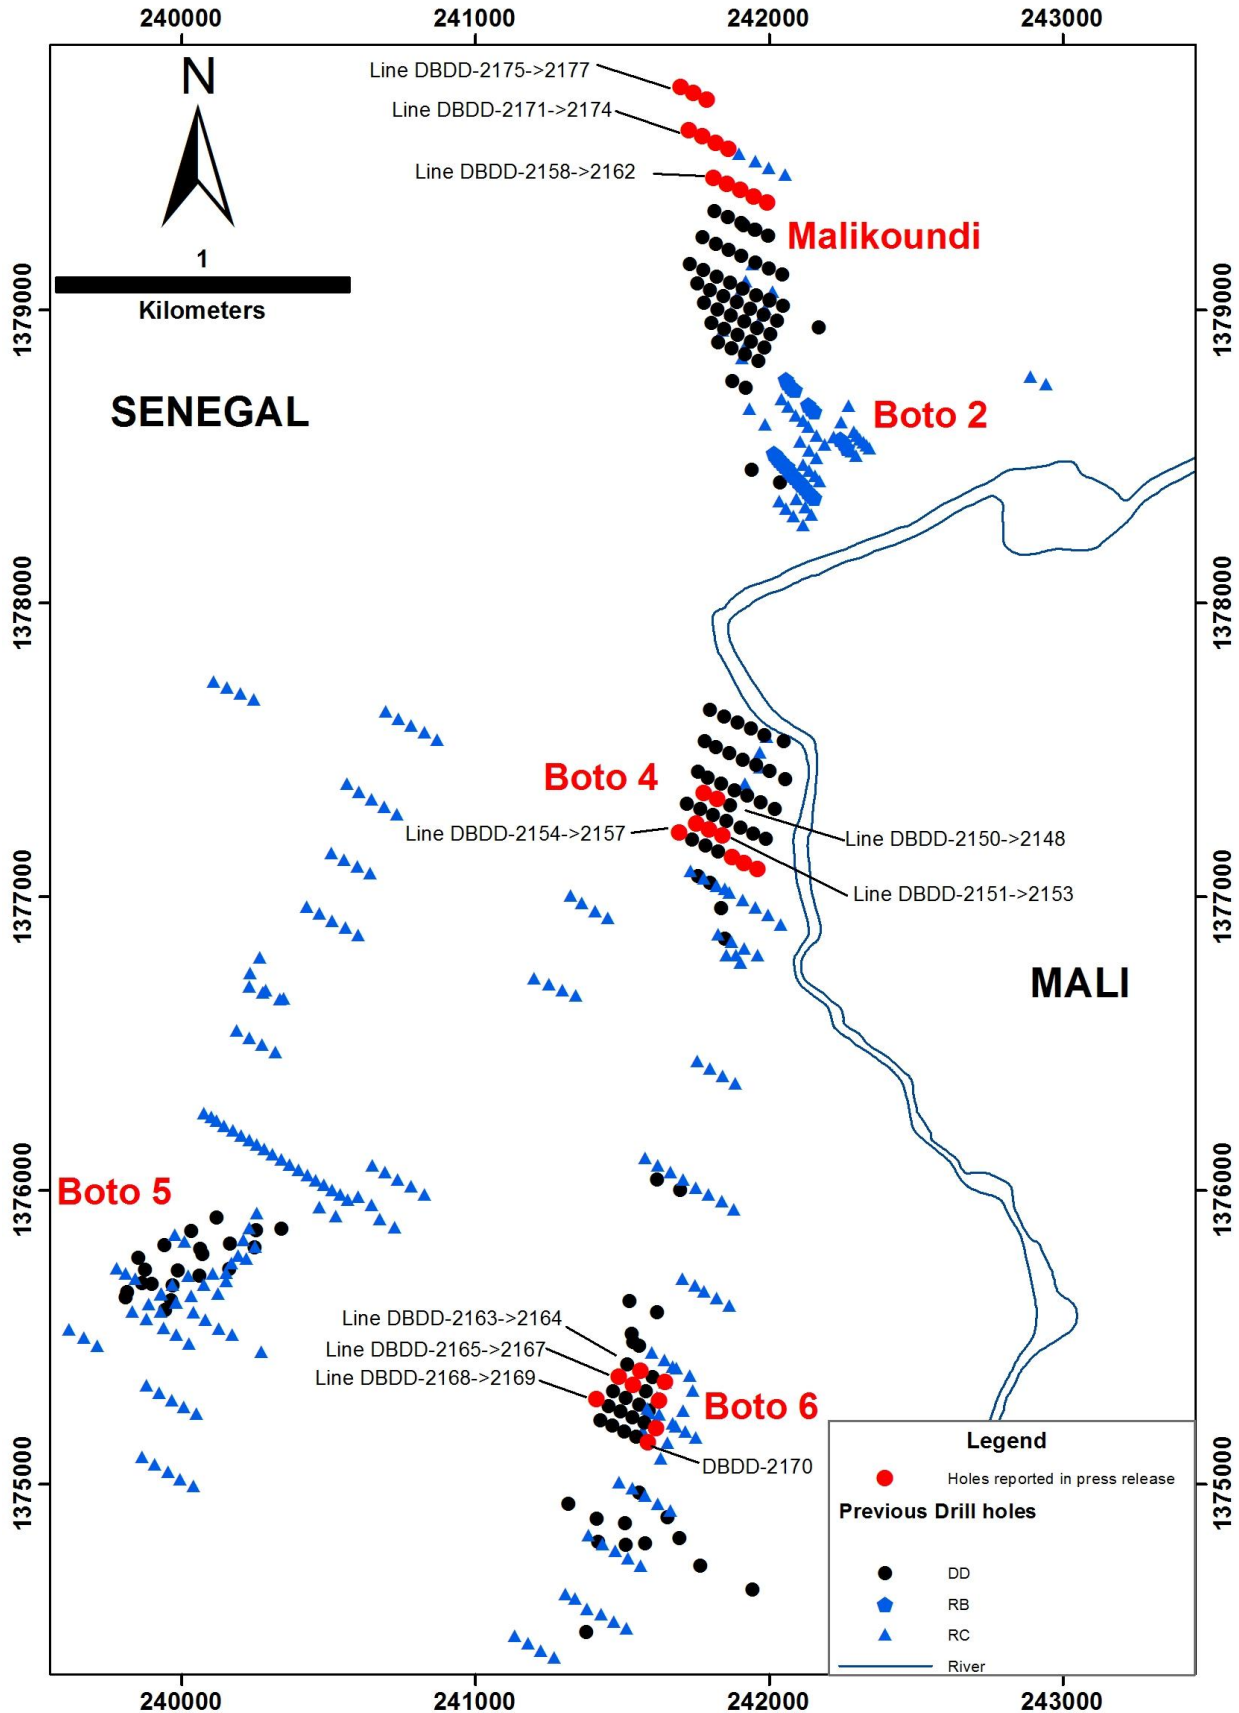 240000 241000 242000 243000
Line DBDD-2175->2177
N
Line DBDD-2171->2174
Line DBDD-2158->2162
Malikoundi
1
Kilometers
1379000 1379000
SENEGAL
Boto 2
1378000 1378000
Boto 4
Line DBDD-2154->2157
Line DBDD-2150->2148
Line DBDD-2151->2153
1377000 1377000
MALI
Boto 5
1376000 1376000
Line DBDD-2163->2164
Line DBDD-2165->2167
Line DBDD-2168->2169
Boto 6
DBDD-2170
1375000 1375000
Legend
Holes reported in press release
Previous Drill holes
DD
RB
RC
River
240000 241000 242000 243000